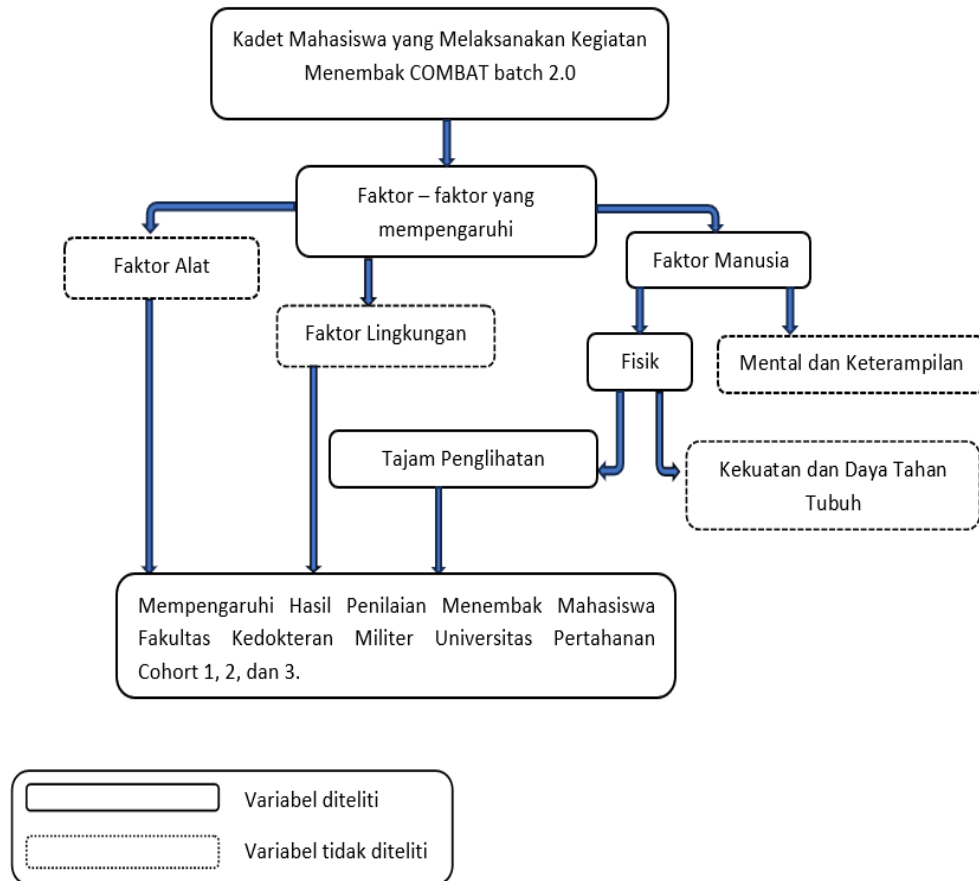 Kadet Mahasiswa yang Melaksanakan Kegiatan
Menembak COMBAT batch 2.0
Faktor – faktor yang
mempengaruhi
Faktor Alat
Faktor Manusia
Faktor Lingkungan
Fisik
Mental dan Keterampilan
Tajam Penglihatan
Kekuatan dan Daya Tahan
Tubuh
Mempengaruhi Hasil Penilaian Menembak Mahasiswa
Fakultas Kedokteran Militer Universitas Pertahanan
Cohort 1, 2, dan 3.
Variabel diteliti
Variabel tidak diteliti